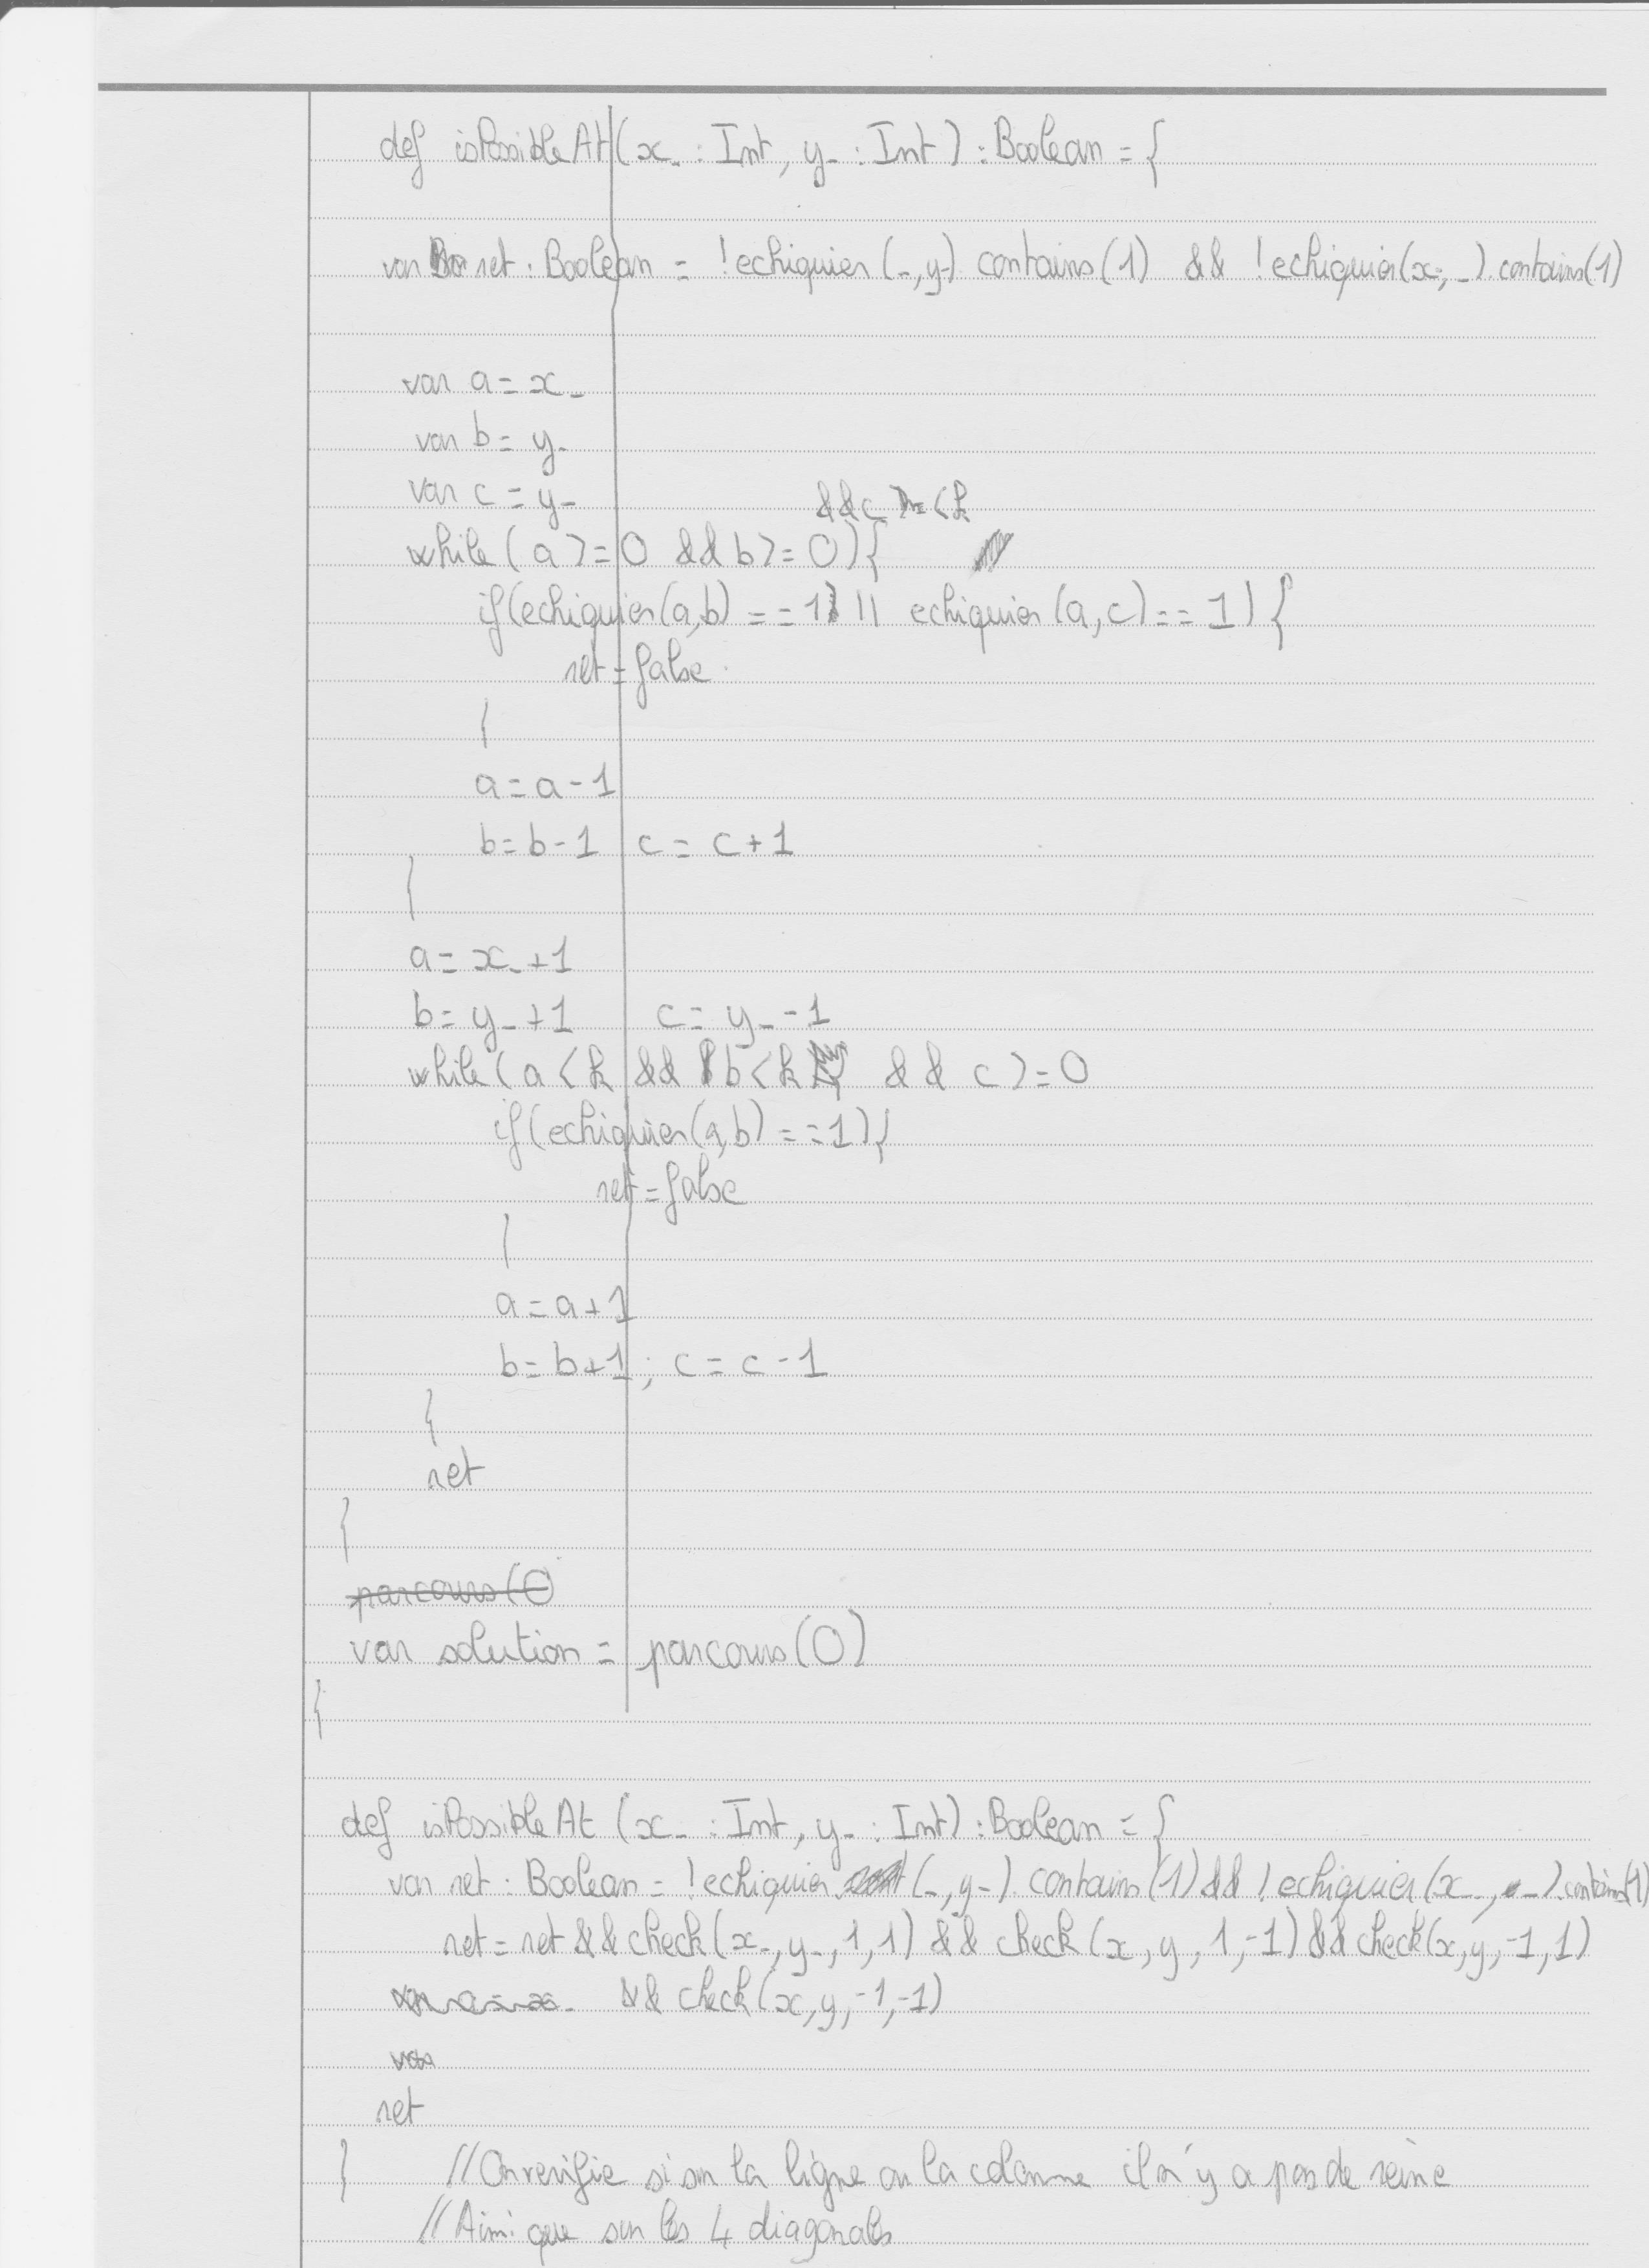 def isPossibleAt(x_ : Int, y_ : Int) : Boolean = {
var ret : Boolean = !echiquier(_,y_).contains(1) && !echiquier(x_,_).contains(1)
var a = x_
var b = y_
var c = y_
&& c < k
while(a >= 0 && b >= 0){
if(echiquier(a,b) == 1 || echiquier(a,c) == 1){
ret = false
}
a = a - 1
b = b - 1 c = c + 1
}
a = x_ + 1
b = y_ + 1 c = y_ - 1
while(a < k && b < k && c >= 0
if(echiquier(a,b) == 1){
ret = false
}
a = a + 1
b = b + 1 ; c = c - 1
}
ret
}
parcours(0
var solution = parcours(0)
}
def isPossibleAt (x_ : Int, y_ : Int) : Boolean = {
var ret : Boolean = !echiquier(_,y_).contains(1) && !echiquier(x_,_).contains(1)
ret = ret && check(x_,y_,1,1) && check(x,y,1,-1) && check(x,y,-1,1)
&& check(x,y,-1,-1)
ret
} //On verifie si sur la ligne ou la colonne il n'y a pas de reine
//Ainsi que sur les 4 diagonales